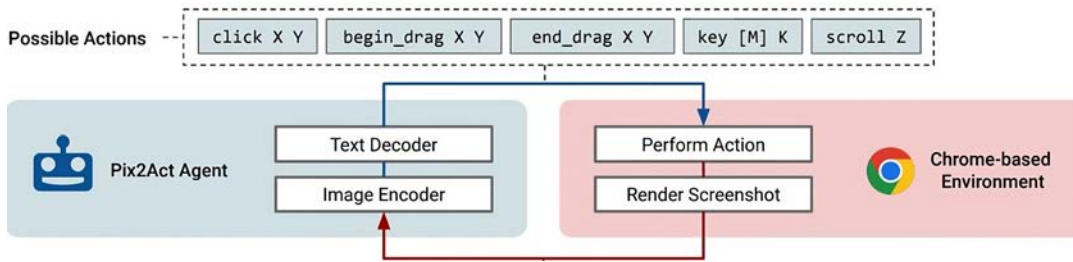 Possible Actions
click X Y
begin_drag X Y
end_drag X Y
key [M] K
scroll Z
Pix2Act Agent
Text Decoder
Image Encoder
Perform Action
Render Screenshot
Chrome-based
Environment